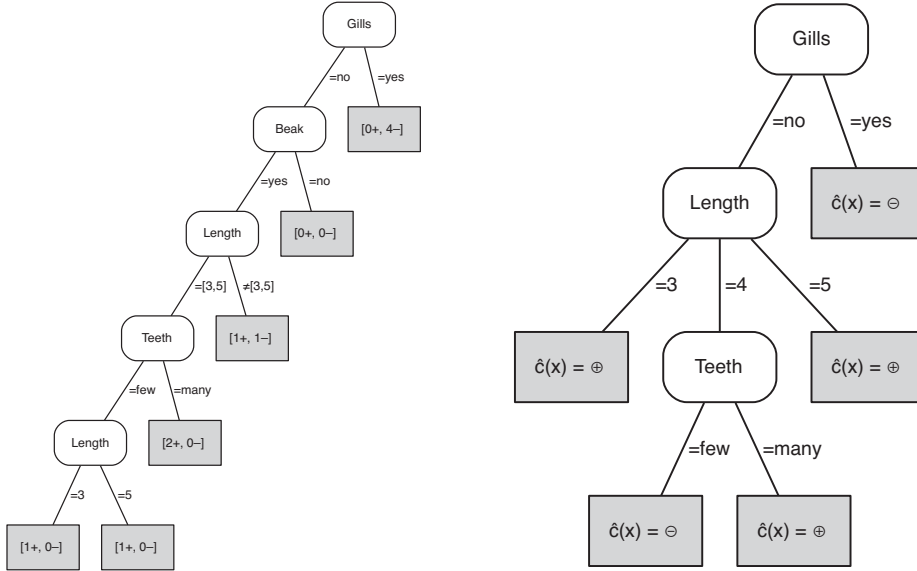 Gills
=no
=yes
Beak
[0+, 4–]
=yes
=no
Length
[0+, 0–]
=[3,5]
≠[3,5]
Teeth
[1+, 1–]
=few
=many
Length
[2+, 0–]
=3
=5
[1+, 0–]
[1+, 0–]
Gills
=no
=yes
Length
ĉ(x) = ⊖
=3
=4
=5
ĉ(x) = ⊕
Teeth
ĉ(x) = ⊕
=few
=many
ĉ(x) = ⊖
ĉ(x) = ⊕